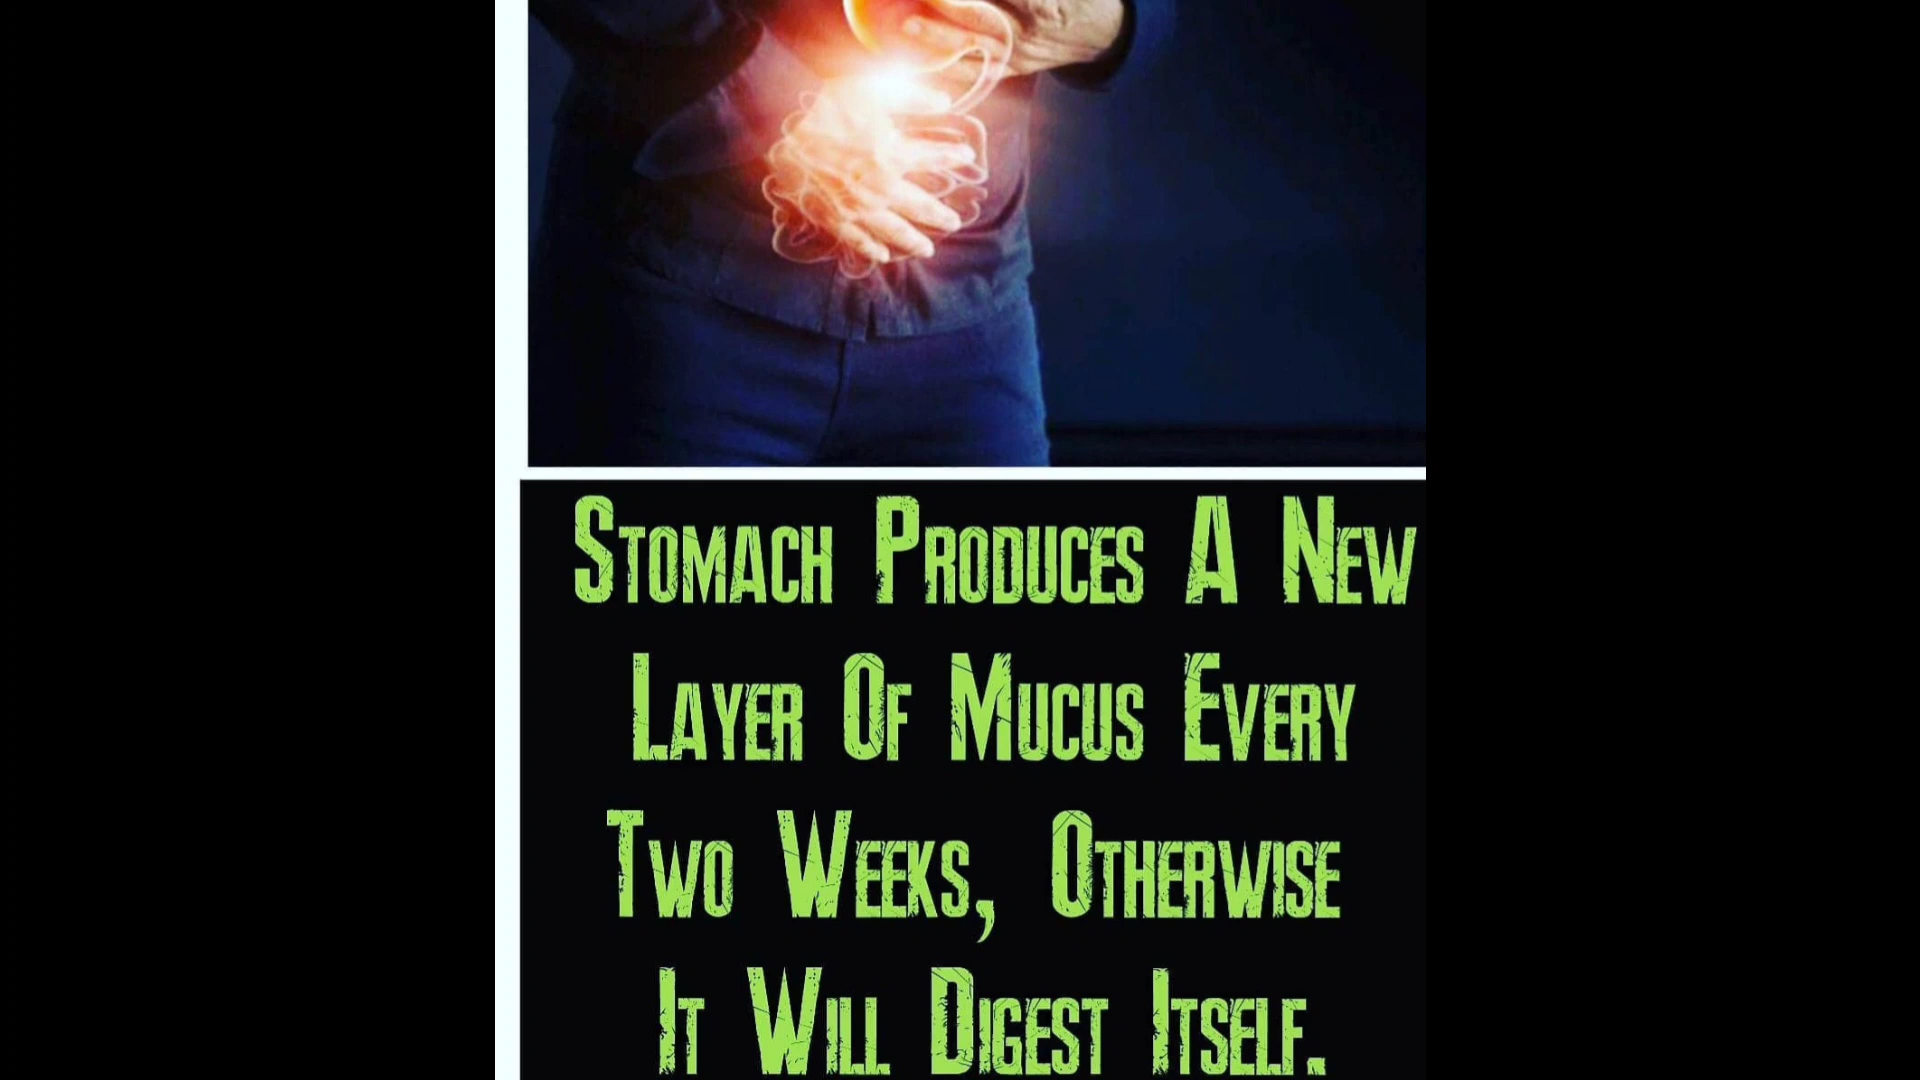 Stomach Produces A New
Layer Of Mucus Every
Two Weeks, Otherwise
It Will Digest Itself.